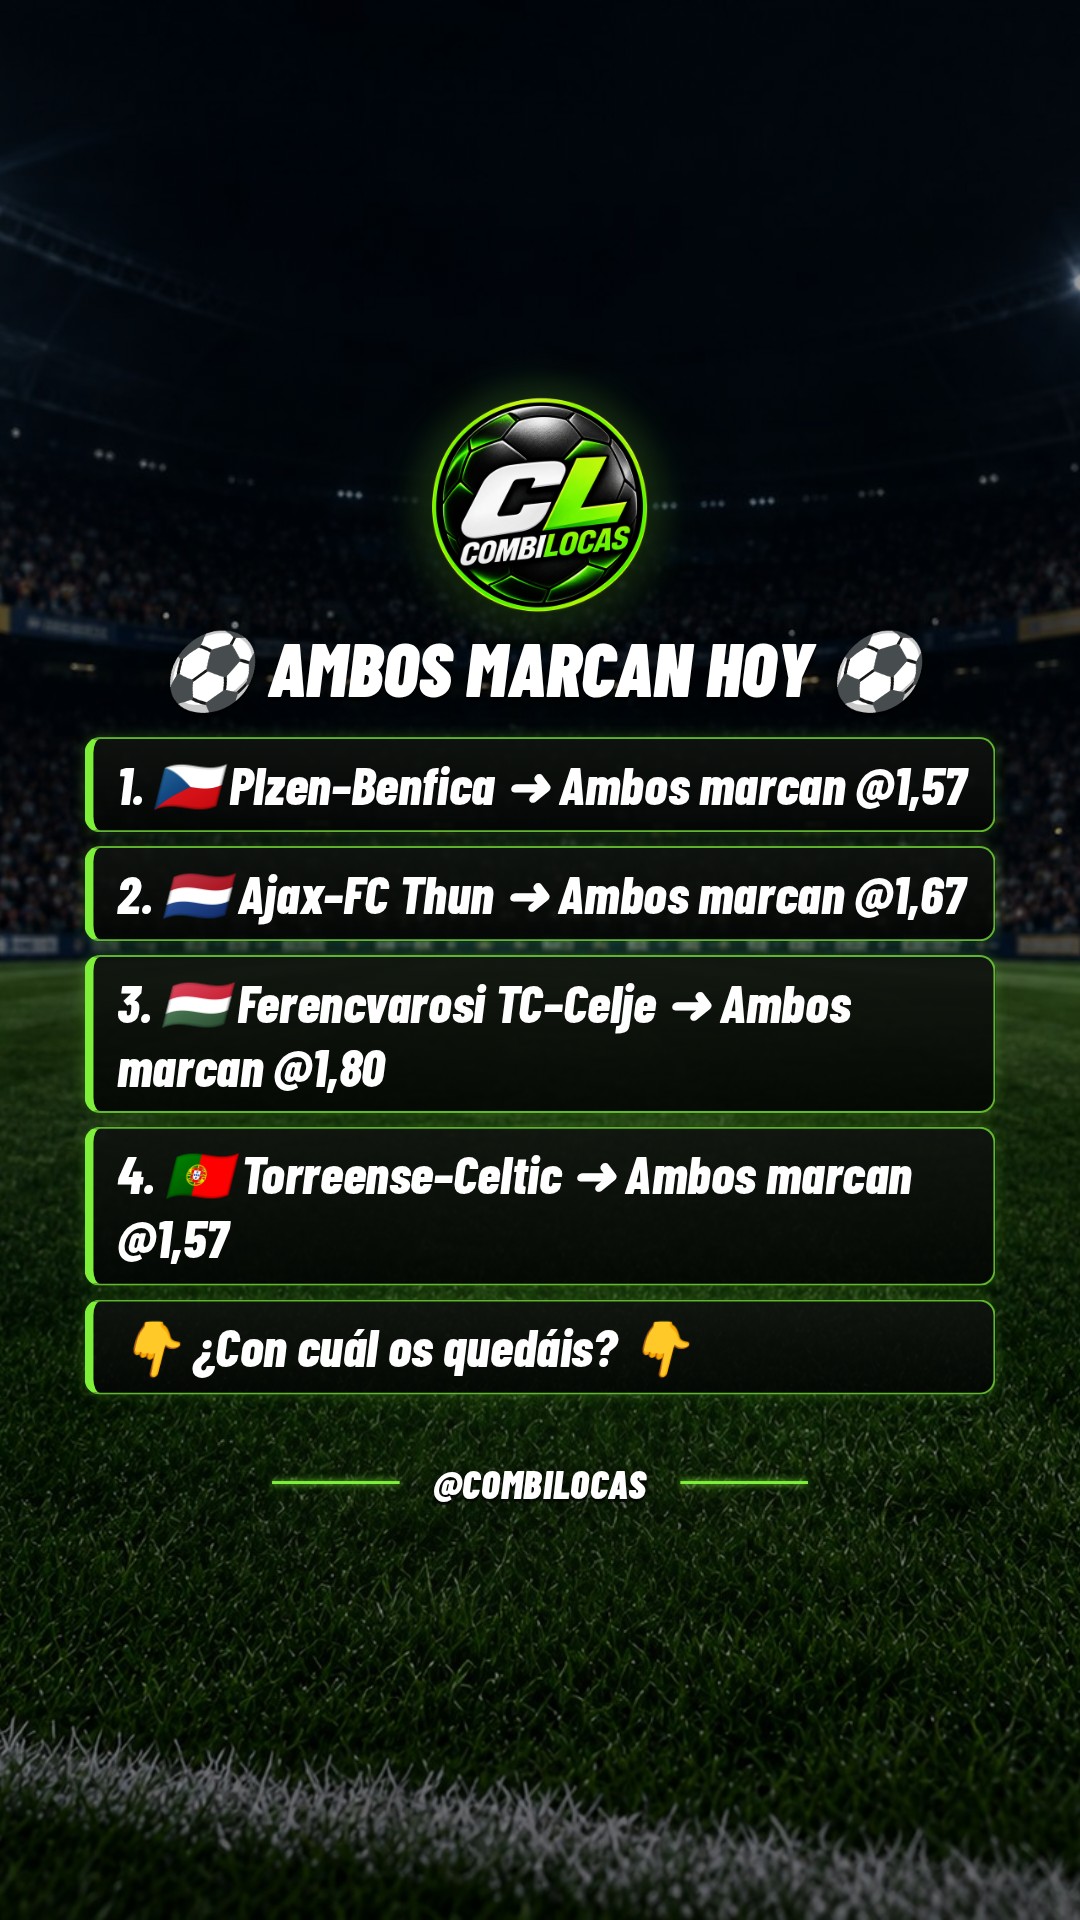 CL
COMBILOCAS
⚽ AMBOS MARCAN HOY ⚽
1. 🇨🇿Plzen-Benfica ➜ Ambos marcan @1,57
2. 🇳🇱Ajax-FC Thun ➜ Ambos marcan @1,67
3. 🇭🇺Ferencvarosi TC-Celje ➜ Ambos
marcan @1,80
4. 🇵🇹Torreense-Celtic ➜ Ambos marcan
@1,57
👇 ¿Con cuál os quedáis? 👇
@COMBILOCAS